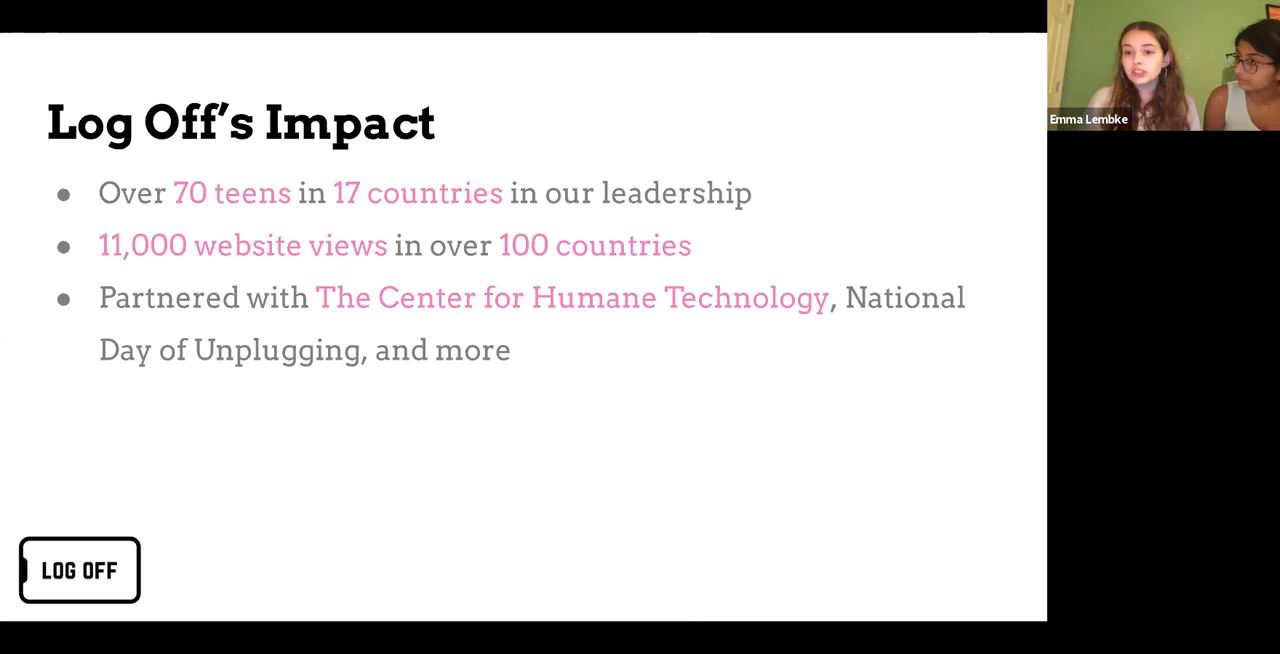 Log Off's Impact
● Over 70 teens in 17 countries in our leadership
● 11,000 website views in over 100 countries
● Partnered with The Center for Humane Technology, National
Day of Unplugging, and more
LOG OFF
Emma Lembke